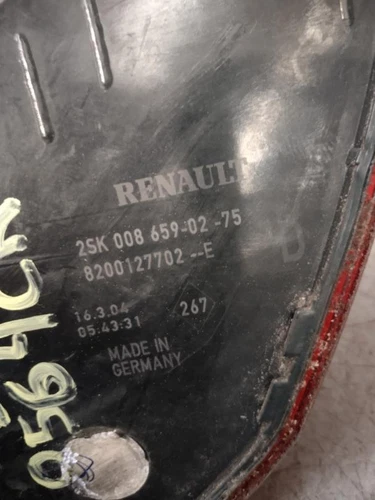 RENAULT
2SK 008 659-02-75
8200127702--E
D
16.3.04
05.43:31
267
MADE IN
GERMANY